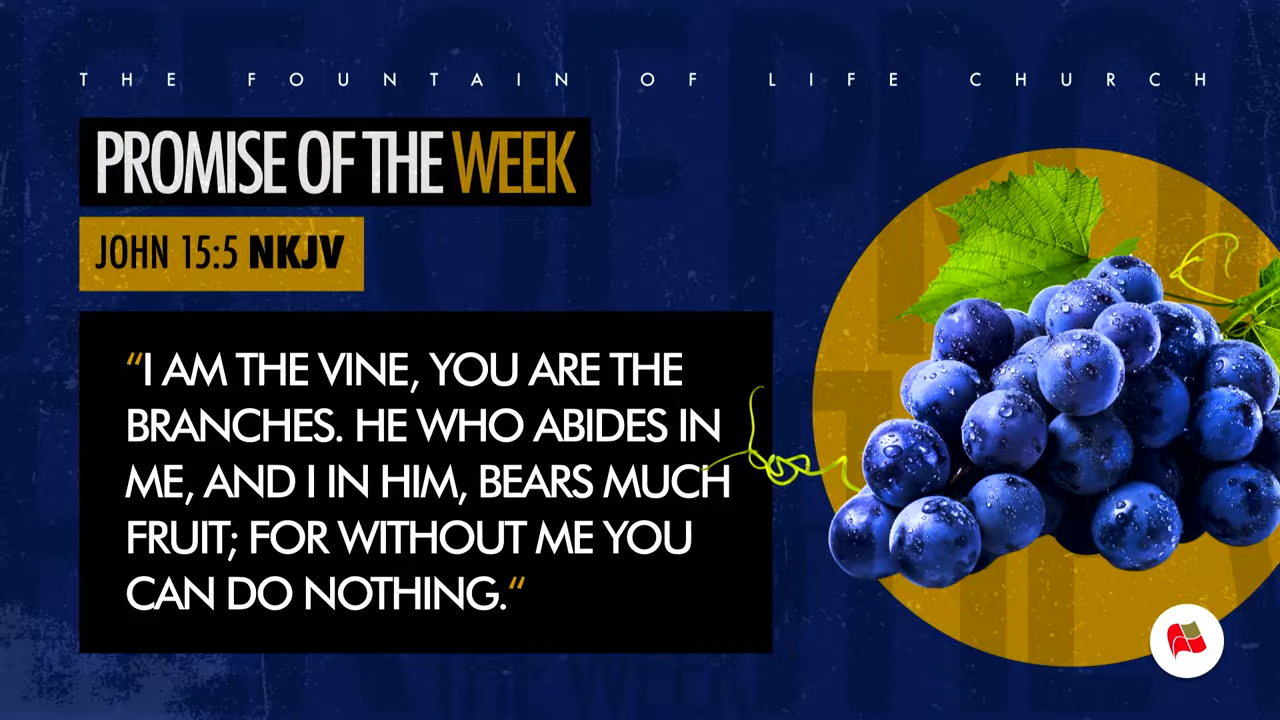 THE FOUNTAIN OF LIFE CHURCH
PROMISE OF THE WEEK
JOHN 15:5 NKJV
“I AM THE VINE, YOU ARE THE
BRANCHES. HE WHO ABIDES IN
ME, AND I IN HIM, BEARS MUCH
FRUIT; FOR WITHOUT ME YOU
CAN DO NOTHING.“